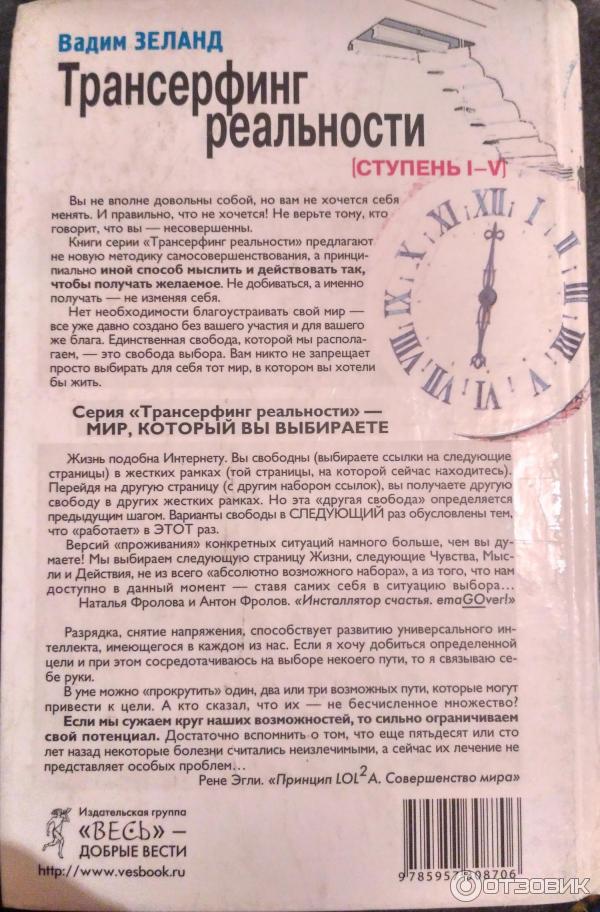 Вадим ЗЕЛАНД
Трансерфинг
реальности
[СТУПЕНЬ I–V]
Вы не вполне довольны собой, но вам не хочется себя
менять. И правильно, что не хочется! Не верьте тому, кто
говорит, что вы — несовершенны.
Книги серии «Трансерфинг реальности» предлагают
не новую методику самосовершенствования, а принци-
пиально иной способ мыслить и действовать так,
чтобы получать желаемое. Не добиваться, а именно
получать — не изменяя себя.
Нет необходимости благоустраивать свой мир —
все уже давно создано без вашего участия и для вашего
же блага. Единственная свобода, которой мы распола-
гаем, — это свобода выбора. Вам никто не запрещает
просто выбирать для себя тот мир, в котором вы хотели
бы жить.
XII I II III IIII V VI VII VIII IX X XI
Серия «Трансерфинг реальности» —
МИР, КОТОРЫЙ ВЫ ВЫБИРАЕТЕ
Жизнь подобна Интернету. Вы свободны (выбираете ссылки на следующие
страницы) в жестких рамках (той страницы, на которой сейчас находитесь).
Перейдя на другую страницу (с другим набором ссылок), вы получаете другую
свободу в других жестких рамках. Но эта «другая свобода» определяется
предыдущим шагом. Варианты свободы в СЛЕДУЮЩИЙ раз обусловлены тем,
что «работает» в ЭТОТ раз.
Версий «проживания» конкретных ситуаций намного больше, чем вы ду-
маете! Мы выбираем следующую страницу Жизни, следующие Чувства, Мыс-
ли и Действия, не из всего «абсолютно возможного набора», а из того, что нам
доступно в данный момент — ставя самих себя в ситуацию выбора...
Наталья Фролова и Антон Фролов. «Инсталлятор счастья. emaGOver!»
Разрядка, снятие напряжения, способствует развитию универсального ин-
теллекта, имеющегося в каждом из нас. Если я хочу добиться определенной
цели и при этом сосредотачиваюсь на выборе некоего пути, то я связываю се-
бе руки.
В уме можно «прокрутить» один, два или три возможных пути, которые могут
привести к цели. А кто сказал, что их — не бесчисленное множество?
Если мы сужаем круг наших возможностей, то сильно ограничиваем
свой потенциал. Достаточно вспомнить о том, что еще пятьдесят или сто
лет назад некоторые болезни считались неизлечимыми, а сейчас их лечение не
представляет особых проблем...
Рене Эгли. «Принцип LOL²A. Совершенство мира»
Издательская группа
«ВЕСЬ» —
ДОБРЫЕ ВЕСТИ
http://www.vesbook.ru
ОТЗОВИК